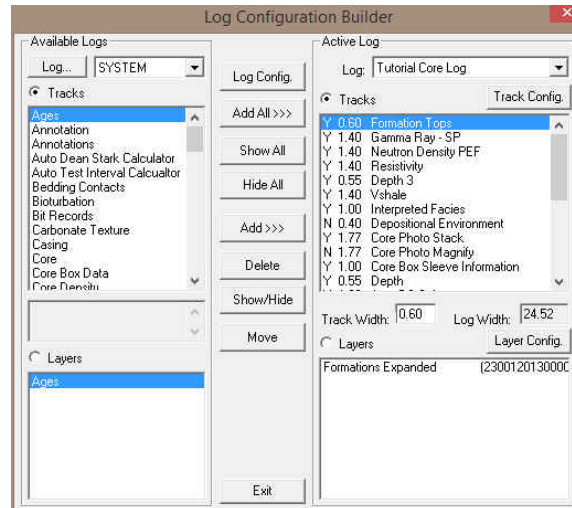 Log Configuration Builder
Available Logs
Log...
SYSTEM
Tracks
Ages
Annotation
Annotations
Auto Dean Stark Calculator
Auto Test Interval Calcualtor
Bedding Contacts
Bioturbation
Bit Records
Carbonate Texture
Casing
Core
Core Box Data
Core Density
Layers
Ages
Log Config.
Add All >>>
Show All
Hide All
Add >>>
Delete
Show/Hide
Move
Exit
Active Log
Log: Tutorial Core Log
Tracks
Track Config.
Y 0.60 Formation Tops
Y 1.40 Gamma Ray - SP
Y 1.40 Neutron Density PEF
Y 1.40 Resistivity
Y 0.55 Depth 3
Y 1.40 Vshale
Y 1.00 Interpreted Facies
N 0.40 Depositional Environment
Y 1.77 Core Photo Stack
N 1.77 Core Photo Magnify
Y 1.00 Core Box Sleeve Information
Y 0.55 Depth
Track Width: 0.60 Log Width: 24.52
Layers
Layer Config.
Formations Expanded (2300120130000